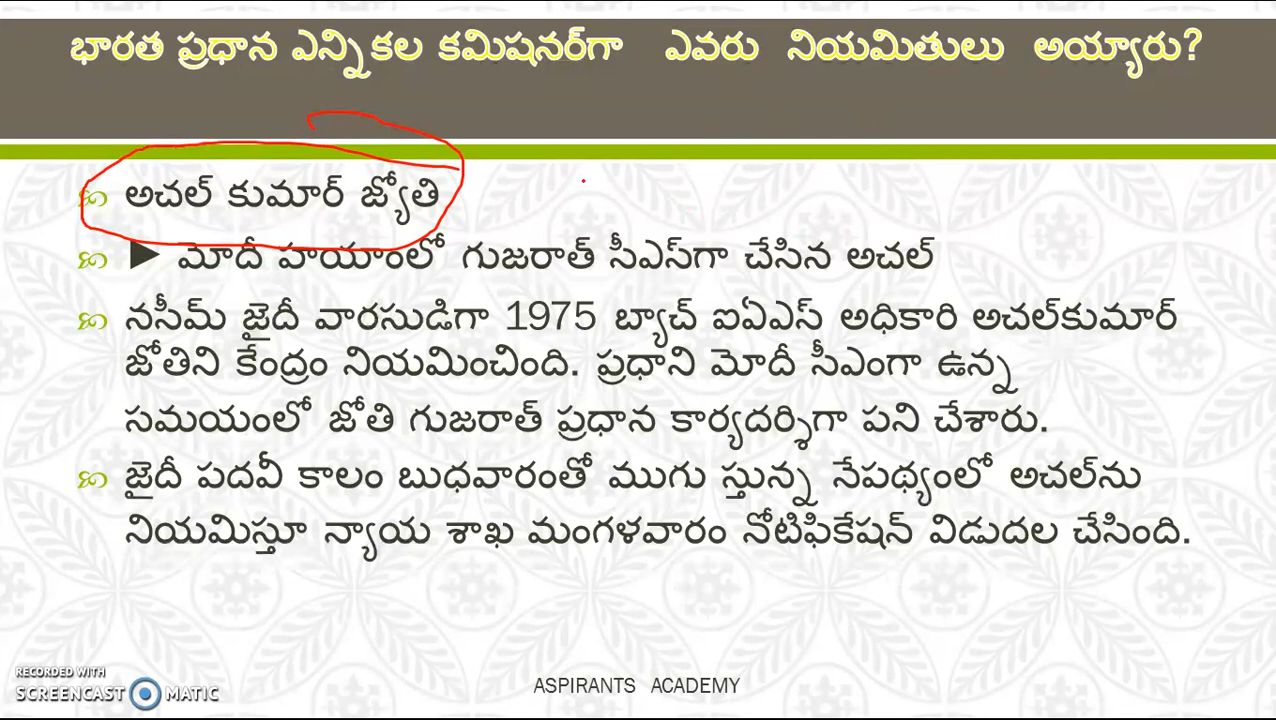 భారత ప్రధాన ఎన్నికల కమిషనర్‌గా ఎవరు నియమితులు అయ్యారు?
అచల్ కుమార్ జ్యోతి
► మోదీ హయాంలో గుజరాత్ సీఎస్‌గా చేసిన అచల్
నసీమ్ జైదీ వారసుడిగా 1975 బ్యాచ్ ఐఏఎస్ అధికారి అచల్‌కుమార్
జోతిని కేంద్రం నియమించింది. ప్రధాని మోదీ సీఎంగా ఉన్న
సమయంలో జోతి గుజరాత్ ప్రధాన కార్యదర్శిగా పని చేశారు.
జైదీ పదవీ కాలం బుధవారంతో ముగు స్తున్న నేపథ్యంలో అచల్‌ను
నియమిస్తూ న్యాయ శాఖ మంగళవారం నోటిఫికేషన్ విడుదల చేసింది.
RECORDED WITH
SCREENCAST MATIC
ASPIRANTS ACADEMY